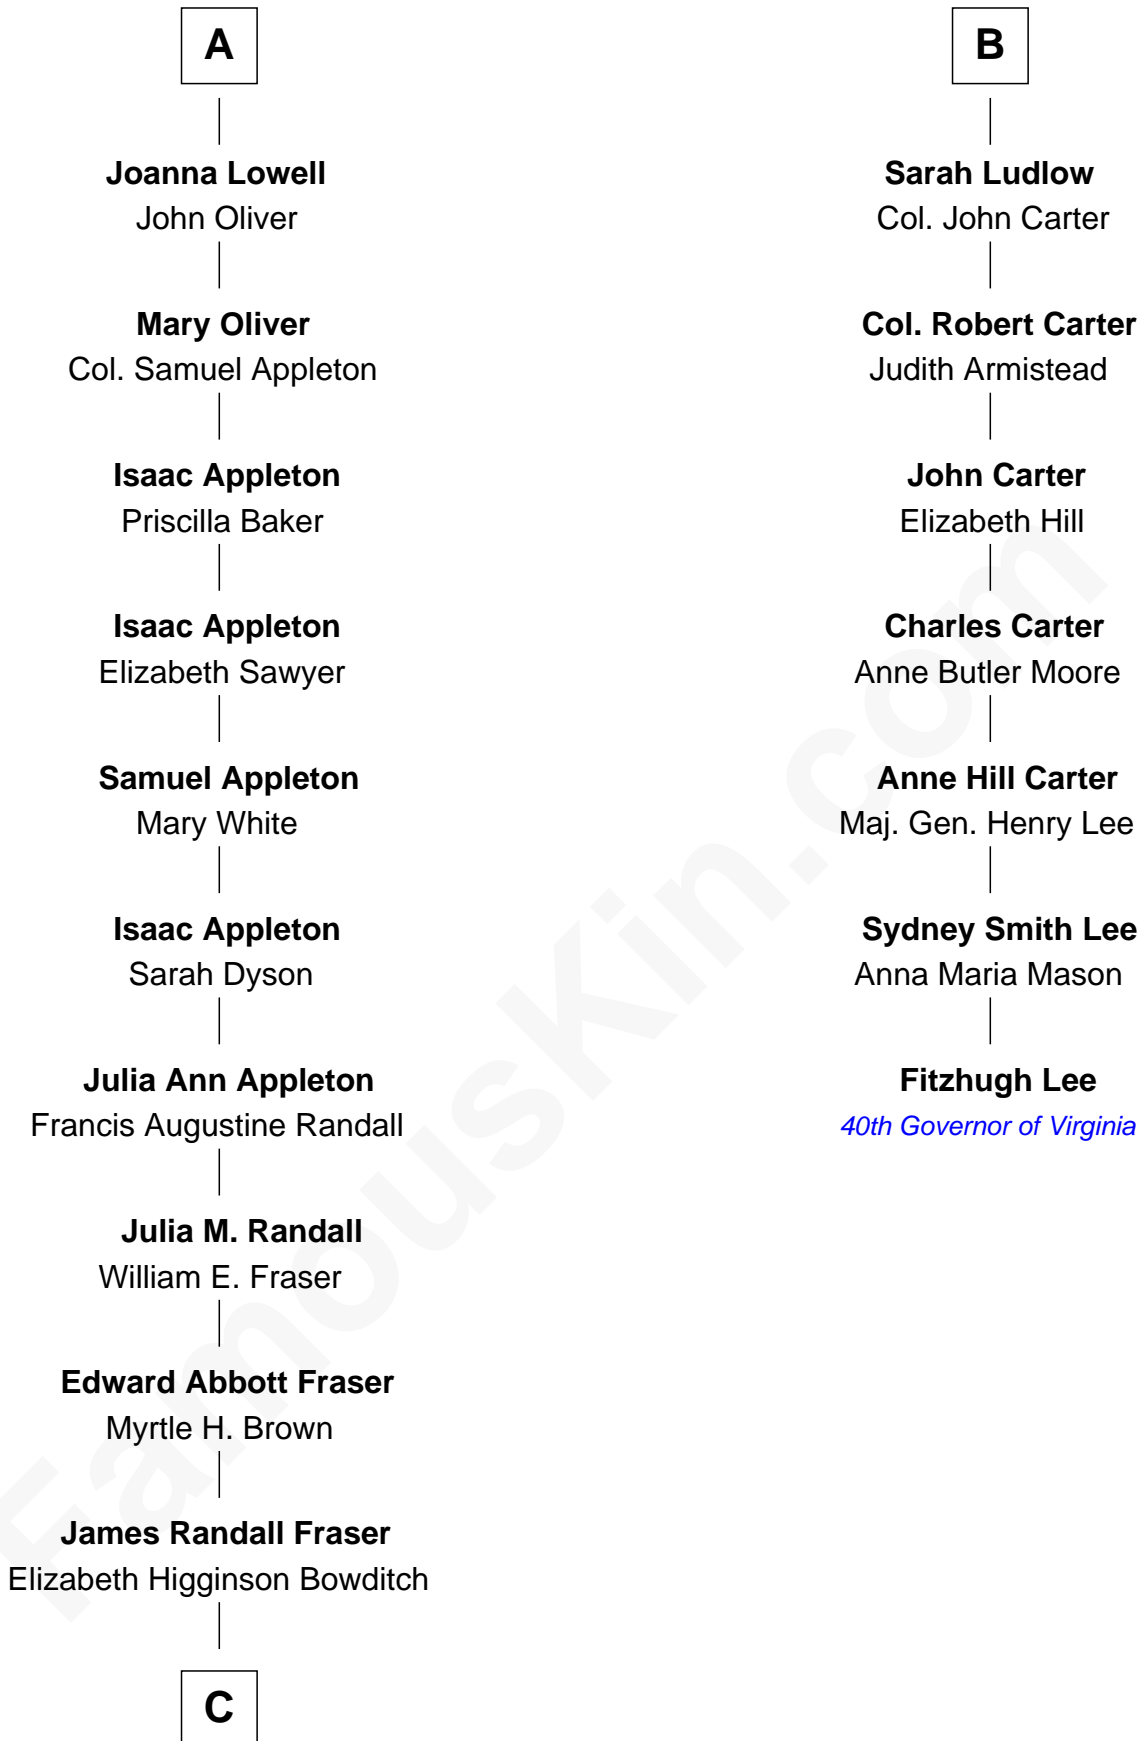 A
Joanna Lowell
John Oliver
Mary Oliver
Col. Samuel Appleton
Isaac Appleton
Priscilla Baker
Isaac Appleton
Elizabeth Sawyer
Samuel Appleton
Mary White
Isaac Appleton
Sarah Dyson
Julia Ann Appleton
Francis Augustine Randall
Julia M. Randall
William E. Fraser
Edward Abbott Fraser
Myrtle H. Brown
James Randall Fraser
Elizabeth Higginson Bowditch
C
B
Sarah Ludlow
Col. John Carter
Col. Robert Carter
Judith Armistead
John Carter
Elizabeth Hill
Charles Carter
Anne Butler Moore
Anne Hill Carter
Maj. Gen. Henry Lee
Sydney Smith Lee
Anna Maria Mason
Fitzhugh Lee
40th Governor of Virginia
FamousKin.com